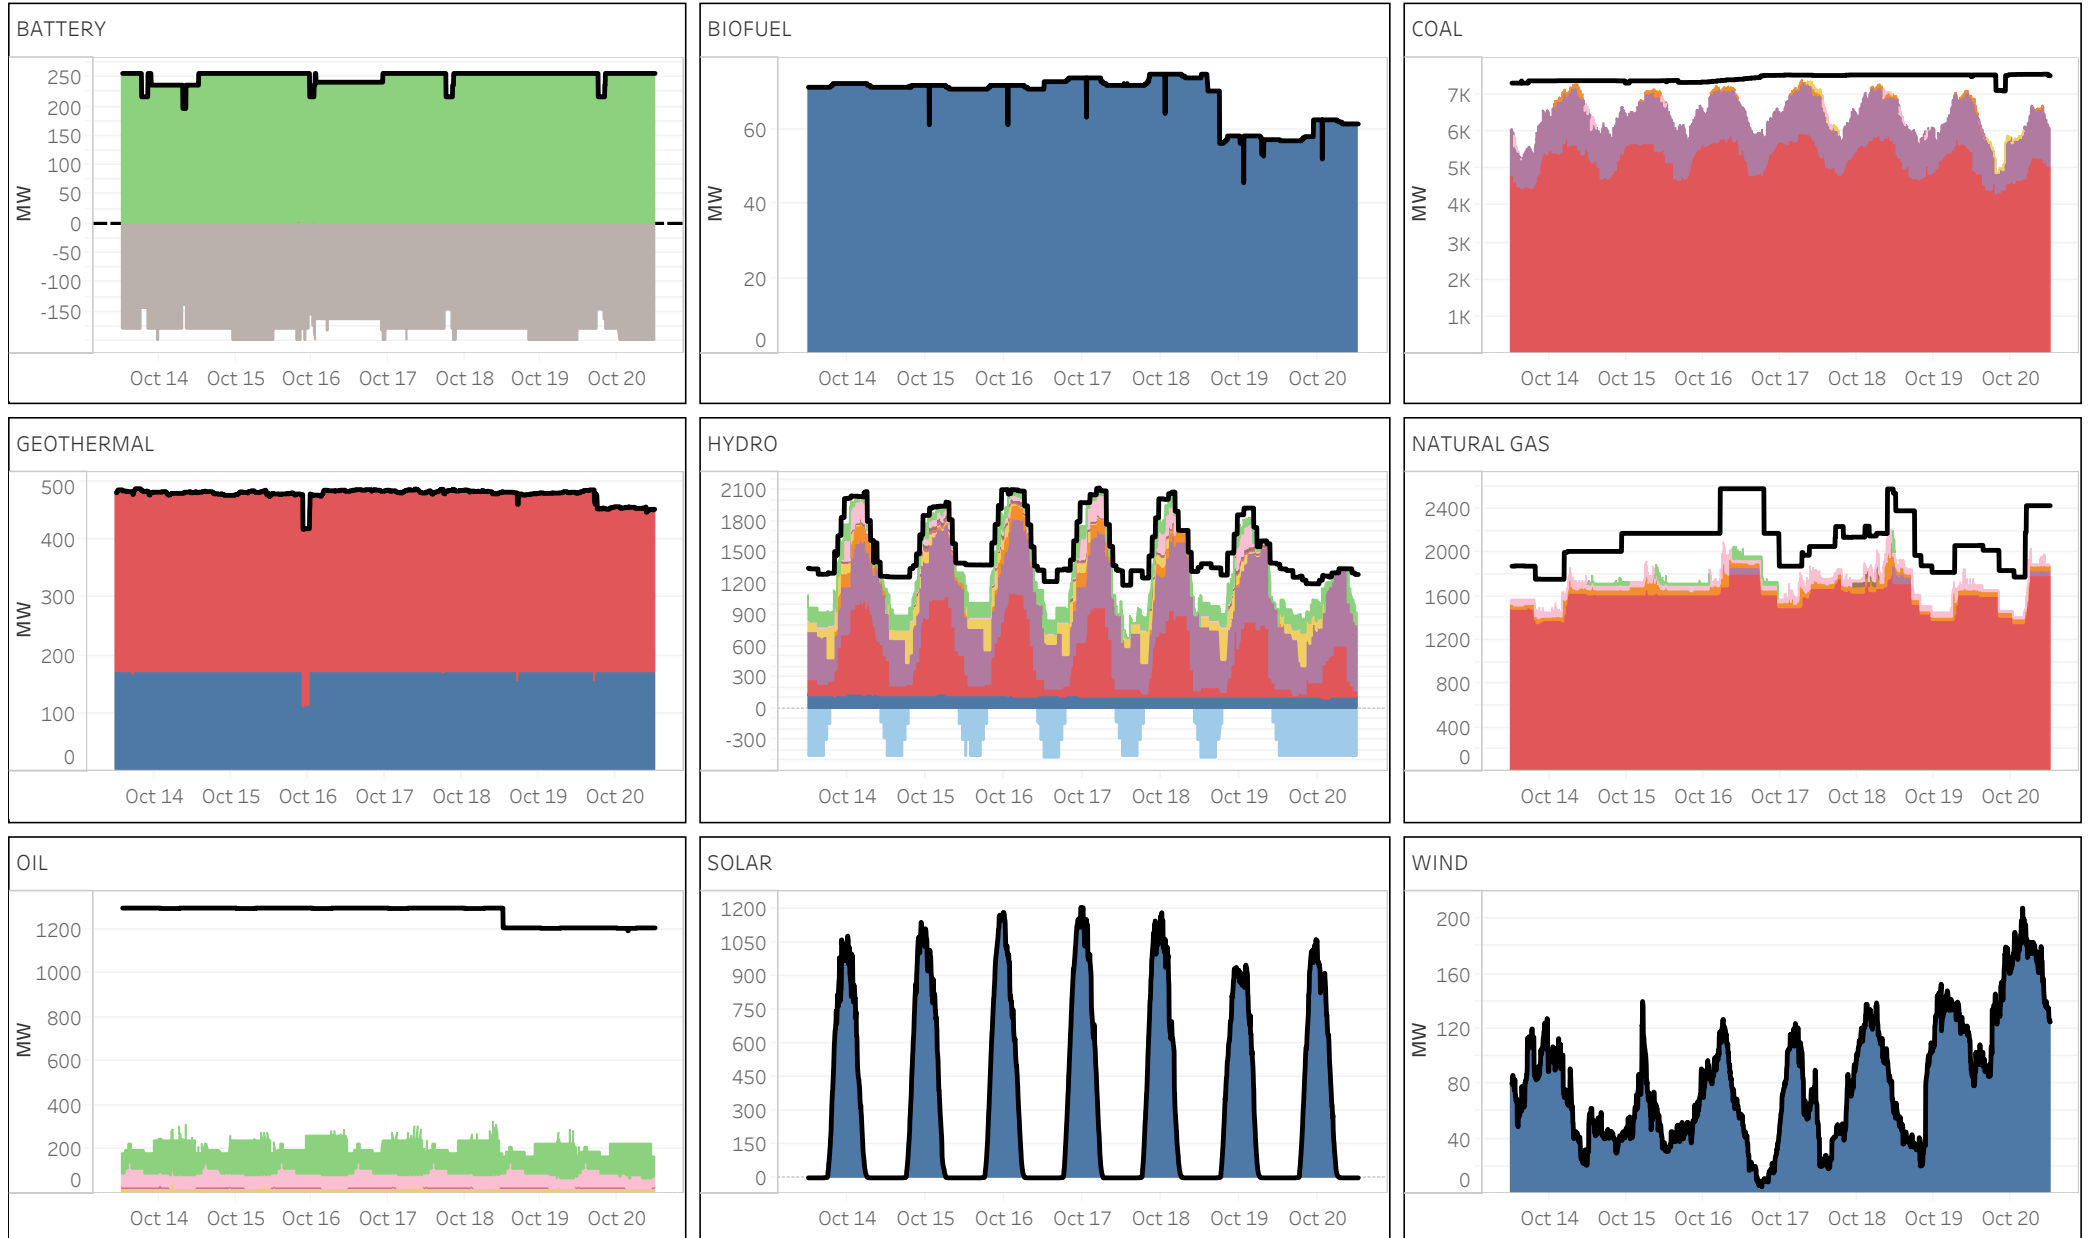 BATTERY
MW
250
200
150
100
50
0
-50
-100
-150
Oct 14 Oct 15 Oct 16 Oct 17 Oct 18 Oct 19 Oct 20
BIOFUEL
MW
60
40
20
0
Oct 14 Oct 15 Oct 16 Oct 17 Oct 18 Oct 19 Oct 20
COAL
MW
7K
6K
5K
4K
3K
2K
1K
Oct 14 Oct 15 Oct 16 Oct 17 Oct 18 Oct 19 Oct 20
GEOTHERMAL
MW
500
400
300
200
100
0
Oct 14 Oct 15 Oct 16 Oct 17 Oct 18 Oct 19 Oct 20
HYDRO
2100
1800
1500
1200
900
600
300
0
-300
Oct 14 Oct 15 Oct 16 Oct 17 Oct 18 Oct 19 Oct 20
NATURAL GAS
2400
2000
1600
1200
800
400
0
Oct 14 Oct 15 Oct 16 Oct 17 Oct 18 Oct 19 Oct 20
OIL
MW
1200
1000
800
600
400
200
0
Oct 14 Oct 15 Oct 16 Oct 17 Oct 18 Oct 19 Oct 20
SOLAR
1200
1050
900
750
600
450
300
150
0
Oct 14 Oct 15 Oct 16 Oct 17 Oct 18 Oct 19 Oct 20
WIND
MW
200
160
120
80
40
0
Oct 14 Oct 15 Oct 16 Oct 17 Oct 18 Oct 19 Oct 20